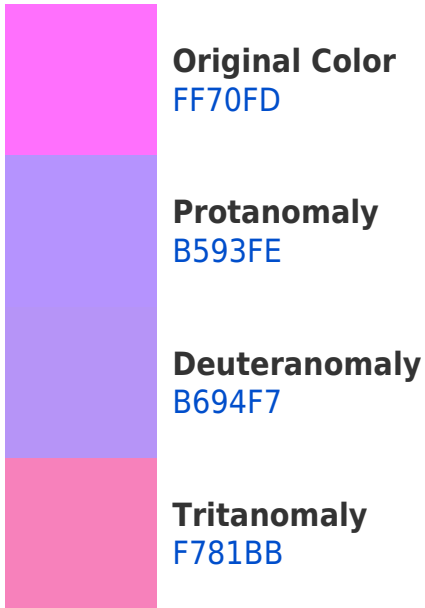 Original Color
FF70FD
Protanomaly
B593FE
Deuteranomaly
B694F7
Tritanomaly
F781BB